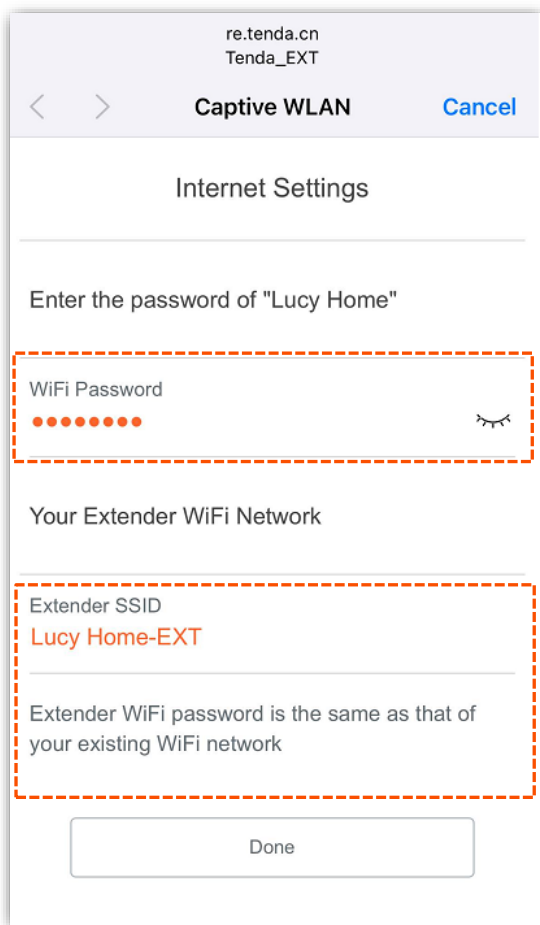 re.tenda.cn
Tenda_EXT
Captive WLAN
Cancel
Internet Settings
Enter the password of "Lucy Home"
WiFi Password
Your Extender WiFi Network
Extender SSID
Lucy Home-EXT
Extender WiFi password is the same as that of
your existing WiFi network
Done